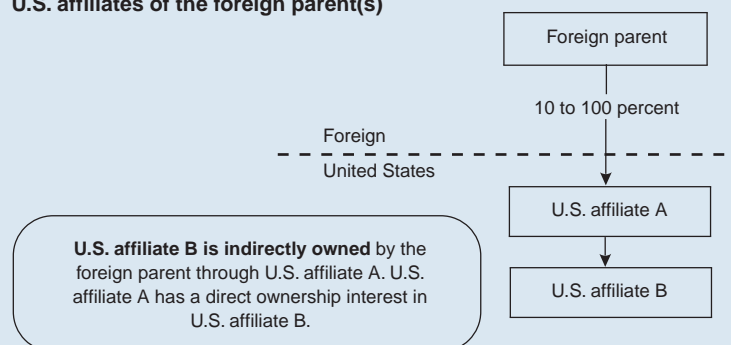 U.S. affiliates of the foreign parent(s)
Foreign parent
10 to 100 percent
Foreign
United States
U.S. affiliate A
U.S. affiliate B is indirectly owned by the
foreign parent through U.S. affiliate A. U.S.
affiliate A has a direct ownership interest in
U.S. affiliate B.
U.S. affiliate B